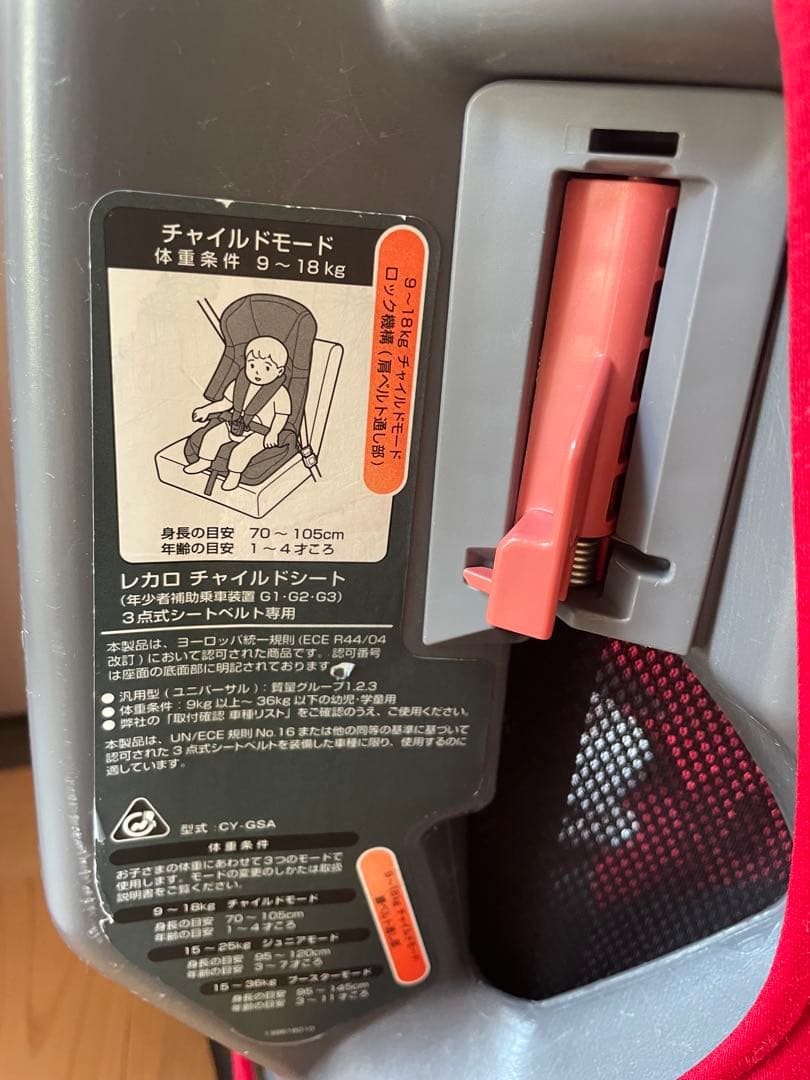 チャイルドモード
体重条件 9～18kg
9～18kg チャイルドモード
ロック機構(肩ベルト通し部)
身長の目安 70～105cm
年齢の目安 1～4才ころ
レカロ チャイルドシート
(年少者補助乗車装置 G1・G2・G3)
3点式シートベルト専用
本製品は、ヨーロッパ統一規則(ECE R44/04
改訂)において認可された商品です。認可番号
は座面の底面部に明記されております
● 汎用型(ユニバーサル):質量グループ1.2.3
● 体重条件:9kg以上～36kg以下の幼児・学童用
● 弊社の「取付確認 車種リスト」をご確認のうえ、ご使用ください。
本製品は、UN/ECE 規則 No.16または他の同等の基準に基づいて
認可された3点式シートベルトを装備した車種に限り、使用するのに
適しています。
型式:CY-GSA
体重条件
お子さまの体重にあわせて3つのモードで
使用します。モードの変更のしかたは取扱
説明書をご覧ください。
9～18kg チャイルドモード
身長の目安 70～105cm
年齢の目安 1～4才ころ
15～25kg ジュニアモード
身長の目安 95～120cm
年齢の目安 3～7才ころ
15～36kg ブースターモード
身長の目安 95～145cm
年齢の目安 3～11才ころ
9～18kg チャイルドモード